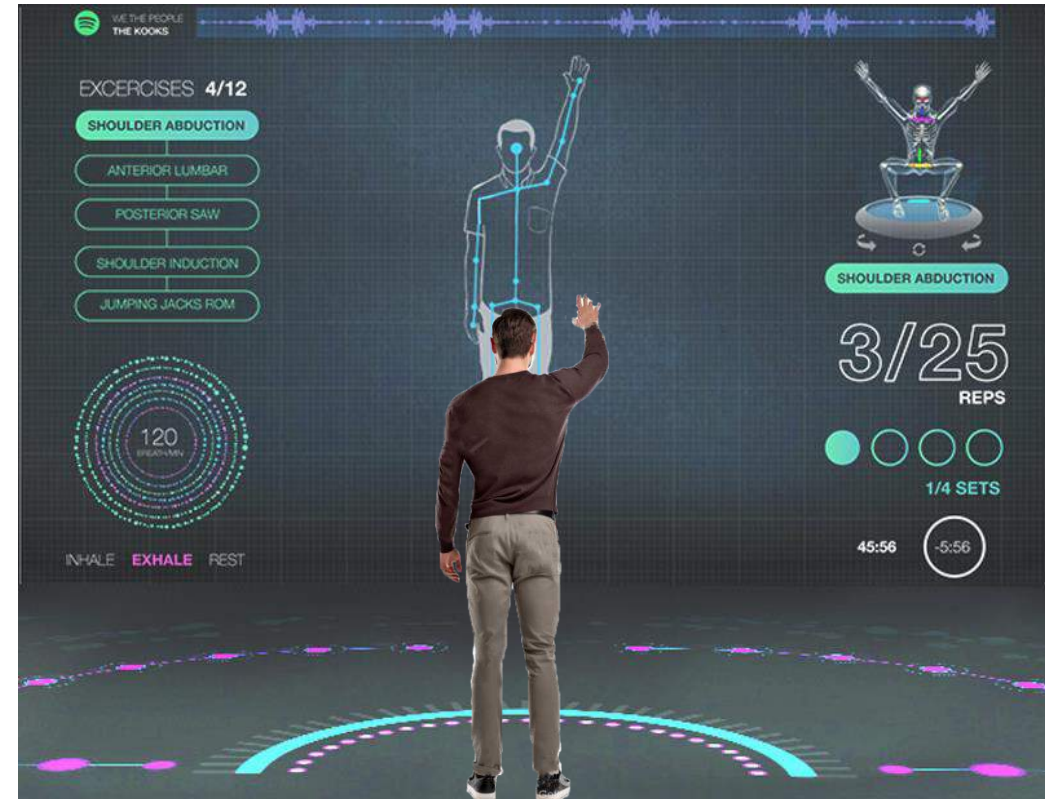 WE THE PEOPLE
THE KOOKS
EXCERCISES 4/12
SHOULDER ABDUCTION
ANTERIOR LUMBAR
POSTERIOR SAW
SHOULDER INDUCTION
JUMPING JACKS ROM
120
BREATH/MIN
INHALE EXHALE REST
SHOULDER ABDUCTION
3/25
REPS
1/4 SETS
45:56
-5:56